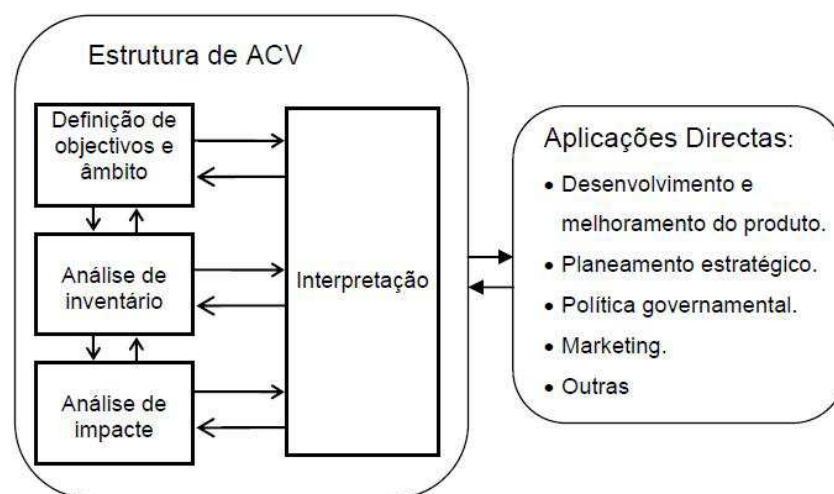 Estrutura de ACV
Definição de
objectivos e
âmbito
Análise de
inventário
Análise de
impacte
Interpretação
Aplicações Directas:
• Desenvolvimento e
melhoramento do produto.
• Planeamento estratégico.
• Política governamental.
• Marketing.
• Outras